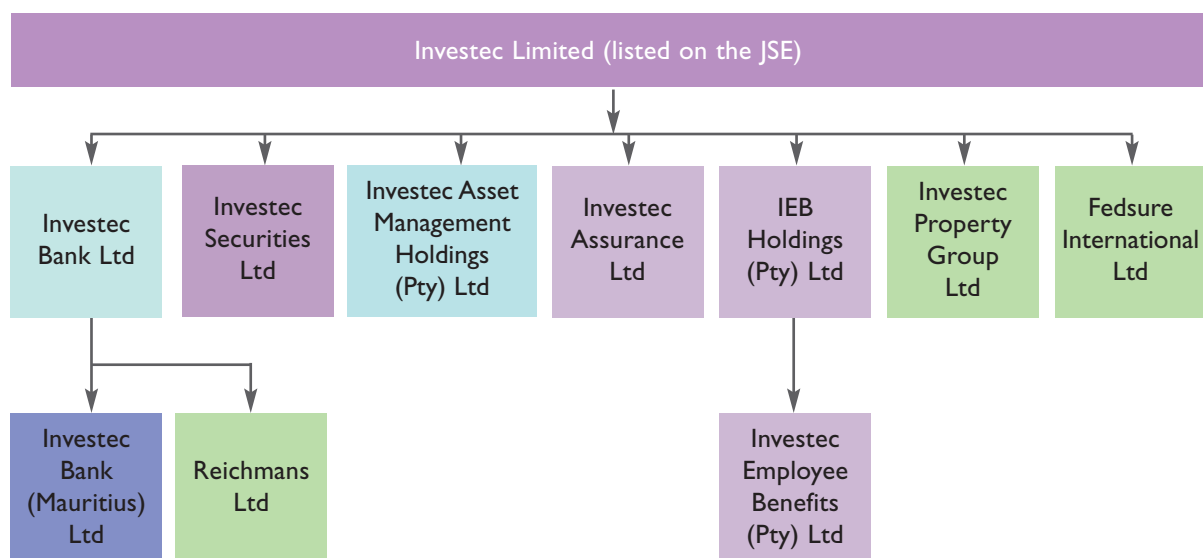 Investec Limited (listed on the JSE)
Investec
Bank Ltd
Investec
Securities
Ltd
Investec Asset
Management
Holdings
(Pty) Ltd
Investec
Assurance
Ltd
IEB
Holdings
(Pty) Ltd
Investec
Property
Group
Ltd
Fedsure
International
Ltd
Investec
Bank
(Mauritius)
Ltd
Reichmans
Ltd
Investec
Employee
Benefits
(Pty) Ltd